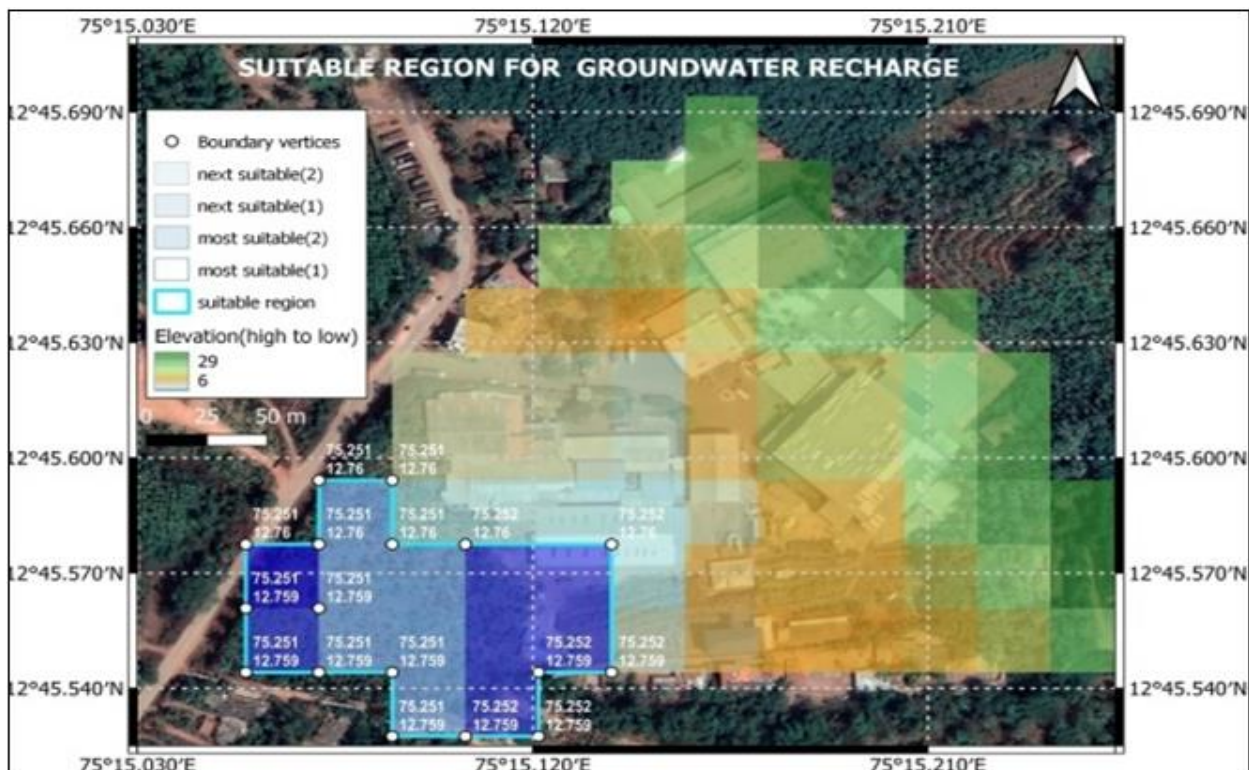 75°15.030′E 75°15.120′E 75°15.210′E
SUITABLE REGION FOR GROUNDWATER RECHARGE
12°45.690′N 12°45.690′N
Boundary vertices
next suitable(2)
next suitable(1)
12°45.660′N 12°45.660′N
most suitable(2)
most suitable(1)
suitable region
Elevation(high to low)
12°45.630′N 12°45.630′N
29
6
0 25 50 m
12°45.600′N 12°45.600′N
75.251 75.251
12.76 12.76
75.251 75.251 75.251 75.252 75.252
12.76 12.76 12.76 12.76 12.76
12°45.570′N 12°45.570′N
75.251 75.251
12.759 12.759
75.251 75.251 75.251 75.252 75.252
12.759 12.759 12.759 12.759 12.759
12°45.540′N 12°45.540′N
75.251 75.252 75.252
12.759 12.759 12.759
75°15.030′E 75°15.120′E 75°15.210′E